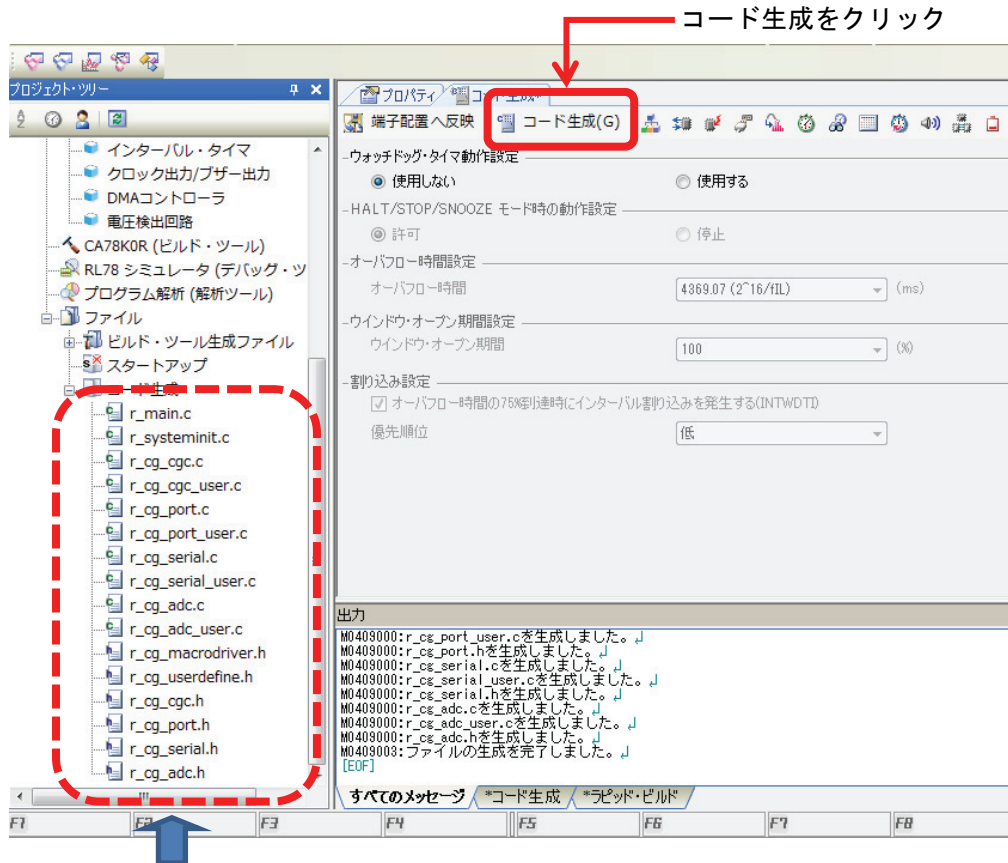 コード生成をクリック
プロジェクト・ツリー
インターバル・タイマ
クロック出力/ブザー出力
DMAコントローラ
電圧検出回路
CA78K0R (ビルド・ツール)
RL78 シミュレータ (デバッグ・ツ
プログラム解析 (解析ツール)
ファイル
ビルド・ツール生成ファイル
スタートアップ
コード生成
r_main.c
r_systeminit.c
r_cg_cgc.c
r_cg_cgc_user.c
r_cg_port.c
r_cg_port_user.c
r_cg_serial.c
r_cg_serial_user.c
r_cg_adc.c
r_cg_adc_user.c
r_cg_macrodriver.h
r_cg_userdefine.h
r_cg_cgc.h
r_cg_port.h
r_cg_serial.h
r_cg_adc.h
プロパティ コード生成*
端子配置へ反映 コード生成(G)
ウォッチドッグ・タイマ動作設定
使用しない 使用する
HALT/STOP/SNOOZE モード時の動作設定
許可 停止
オーバフロー時間設定
オーバフロー時間 4369.07 (2^16/fIL) (ms)
ウインドウ・オープン期間設定
ウインドウ・オープン期間 100 (%)
割り込み設定
オーバフロー時間の75%到達時にインターバル割り込みを発生する(INTWDTI)
優先順位 低
出力
M0409000:r_cg_port_user.cを生成しました。
M0409000:r_cg_port.hを生成しました。
M0409000:r_cg_serial.cを生成しました。
M0409000:r_cg_serial_user.cを生成しました。
M0409000:r_cg_serial.hを生成しました。
M0409000:r_cg_adc.cを生成しました。
M0409000:r_cg_adc_user.cを生成しました。
M0409000:r_cg_adc.hを生成しました。
M0409003:ファイルの生成を完了しました。
[EOF]
すべてのメッセージ *コード生成 *ラピッド・ビルド
F1 F2 F3 F4 F5 F6 F7 F8